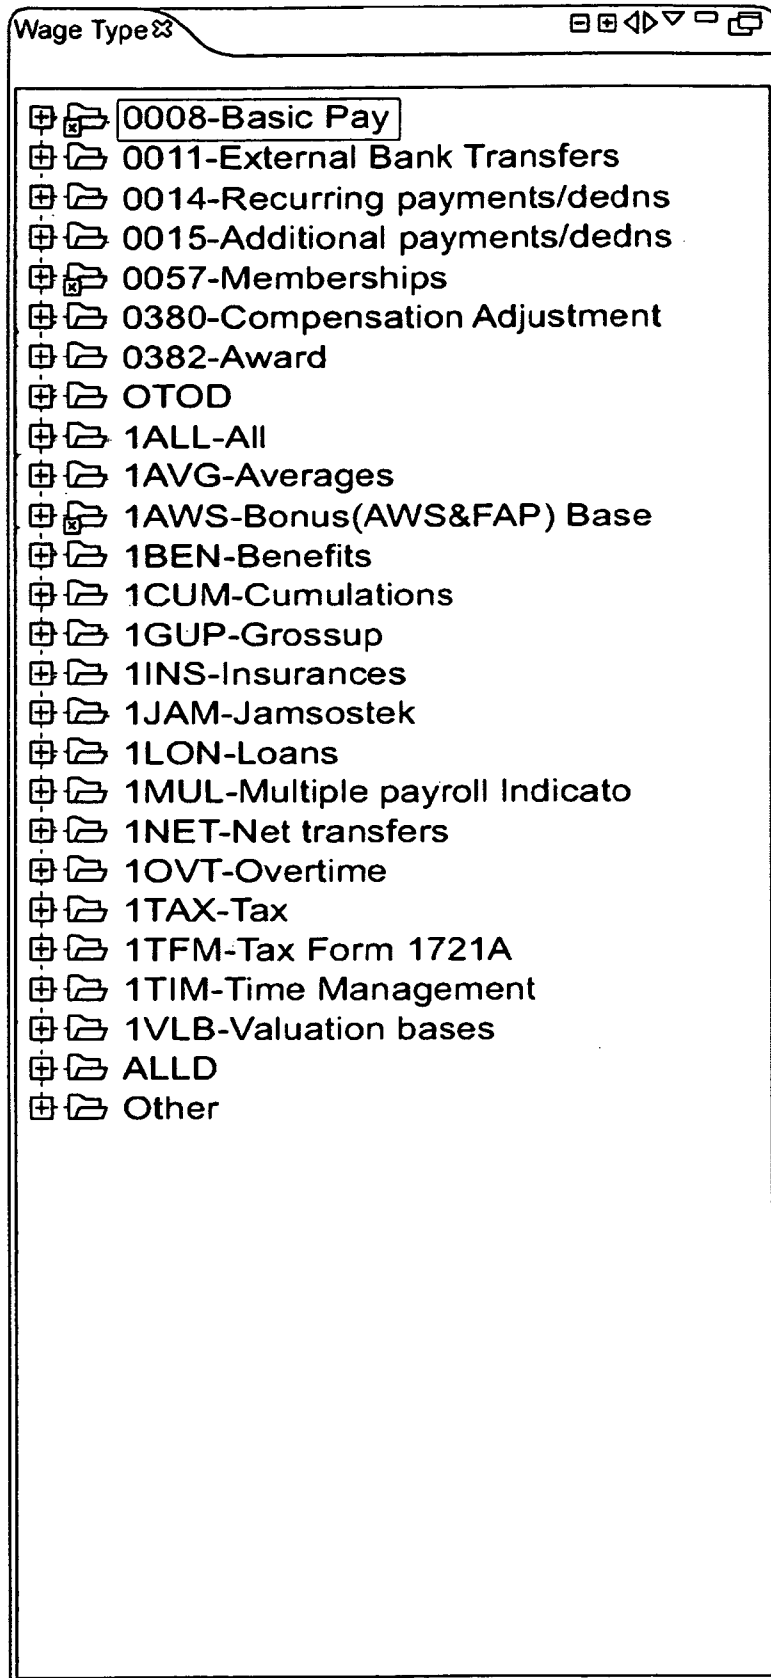 Wage Type
0008-Basic Pay
0011-External Bank Transfers
0014-Recurring payments/dedns
0015-Additional payments/dedns
0057-Memberships
0380-Compensation Adjustment
0382-Award
OTOD
1ALL-All
1AVG-Averages
1AWS-Bonus(AWS&FAP) Base
1BEN-Benefits
1CUM-Cumulations
1GUP-Grossup
1INS-Insurances
1JAM-Jamsostek
1LON-Loans
1MUL-Multiple payroll Indicato
1NET-Net transfers
1OVT-Overtime
1TAX-Tax
1TFM-Tax Form 1721A
1TIM-Time Management
1VLB-Valuation bases
ALLD
Other